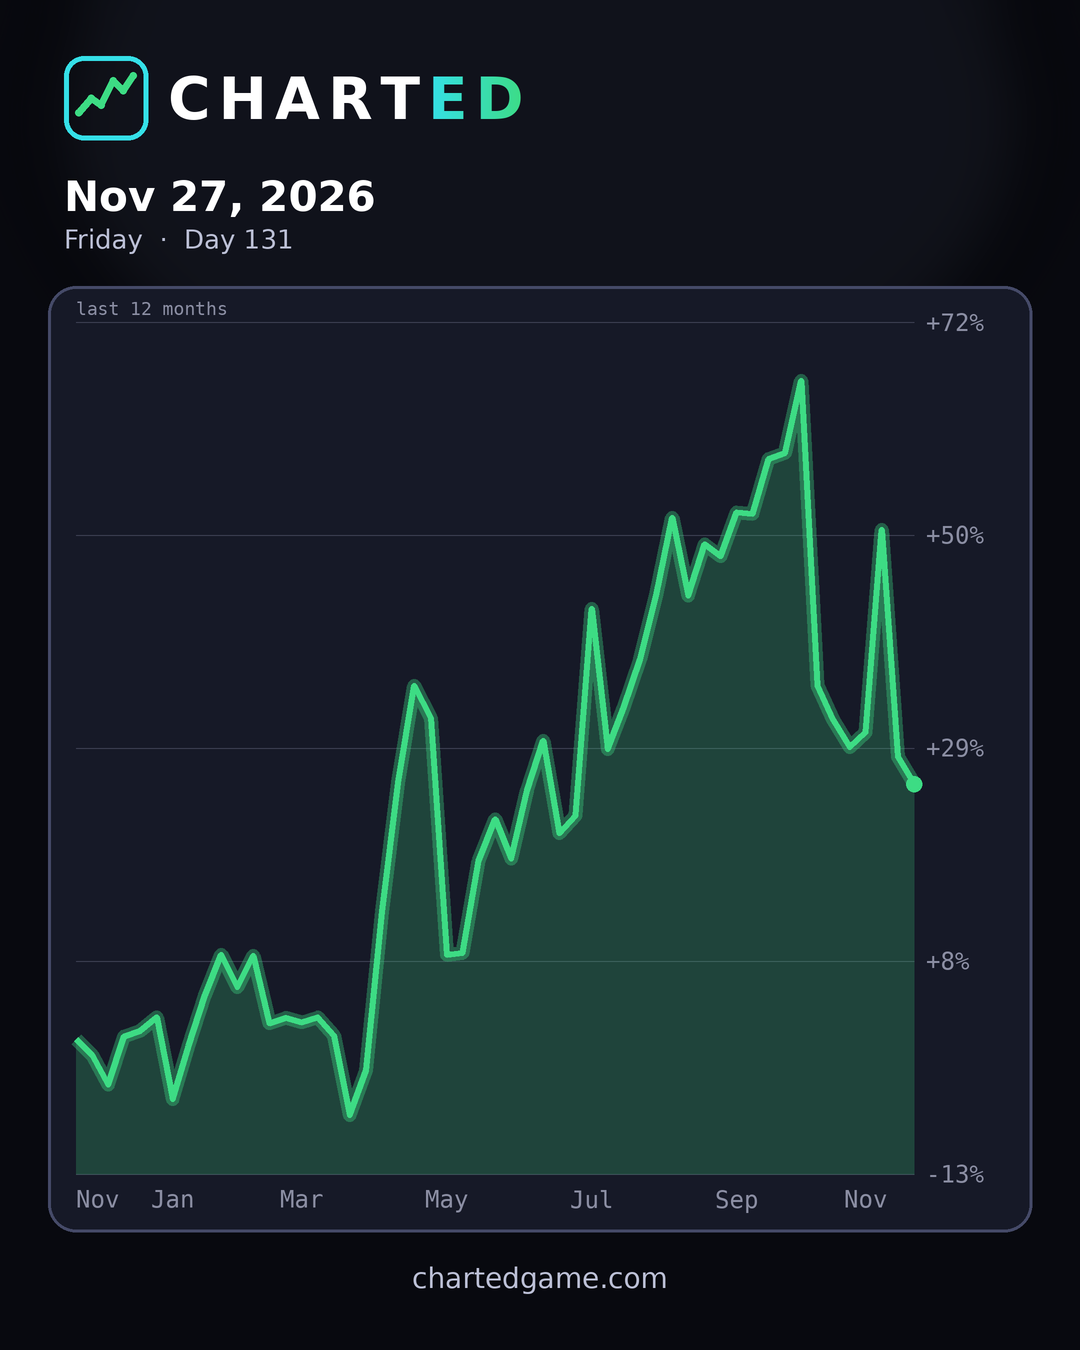 CHARTED
Nov 27, 2026
Friday · Day 131
last 12 months
+72%
+50%
+29%
+8%
-13%
Nov Jan Mar May Jul Sep Nov
chartedgame.com